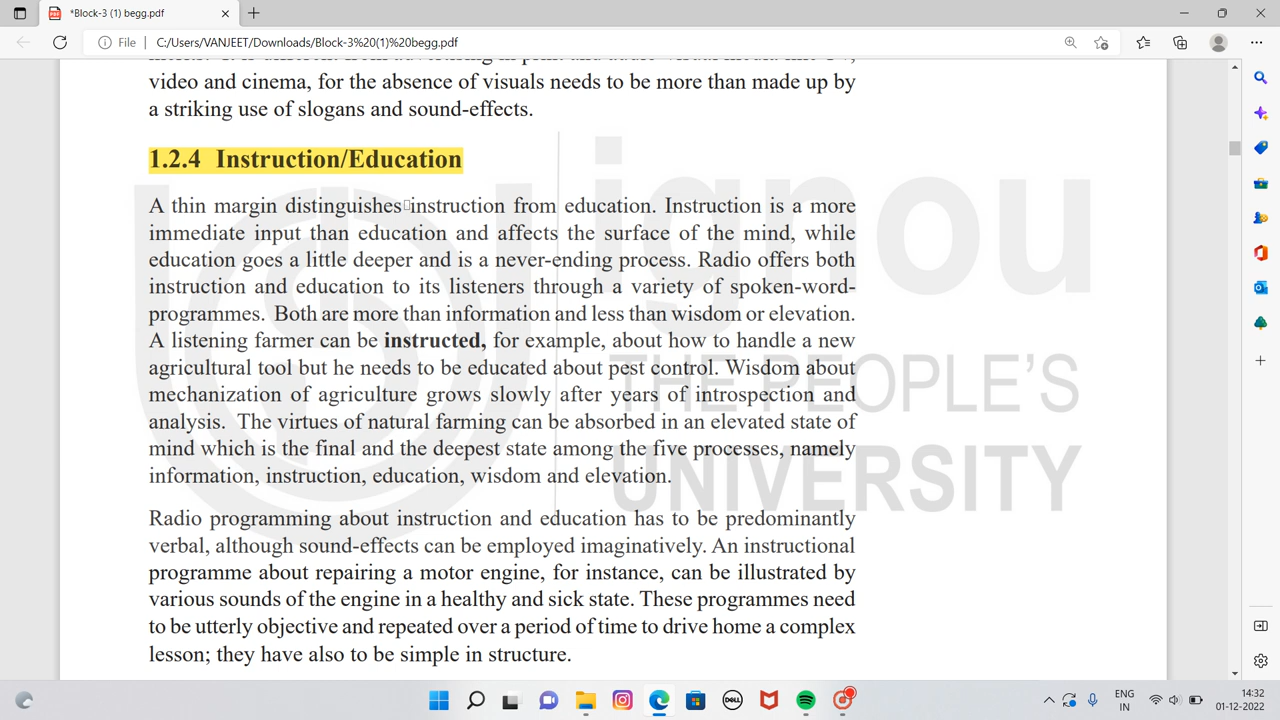 *Block-3 (1) begg.pdf
File
C:/Users/VANJEET/Downloads/Block-3%20(1)%20begg.pdf
video and cinema, for the absence of visuals needs to be more than made up by
a striking use of slogans and sound-effects.
1.2.4 Instruction/Education
A thin margin distinguishes instruction from education. Instruction is a more
immediate input than education and affects the surface of the mind, while
education goes a little deeper and is a never-ending process. Radio offers both
instruction and education to its listeners through a variety of spoken-word-
programmes. Both are more than information and less than wisdom or elevation.
A listening farmer can be instructed, for example, about how to handle a new
agricultural tool but he needs to be educated about pest control. Wisdom about
mechanization of agriculture grows slowly after years of introspection and
analysis. The virtues of natural farming can be absorbed in an elevated state of
mind which is the final and the deepest state among the five processes, namely
information, instruction, education, wisdom and elevation.
Radio programming about instruction and education has to be predominantly
verbal, although sound-effects can be employed imaginatively. An instructional
programme about repairing a motor engine, for instance, can be illustrated by
various sounds of the engine in a healthy and sick state. These programmes need
to be utterly objective and repeated over a period of time to drive home a complex
lesson; they have also to be simple in structure.
ignou
THE PEOPLE'S
UNIVERSITY
DELL
ENG
IN
14:32
01-12-2022